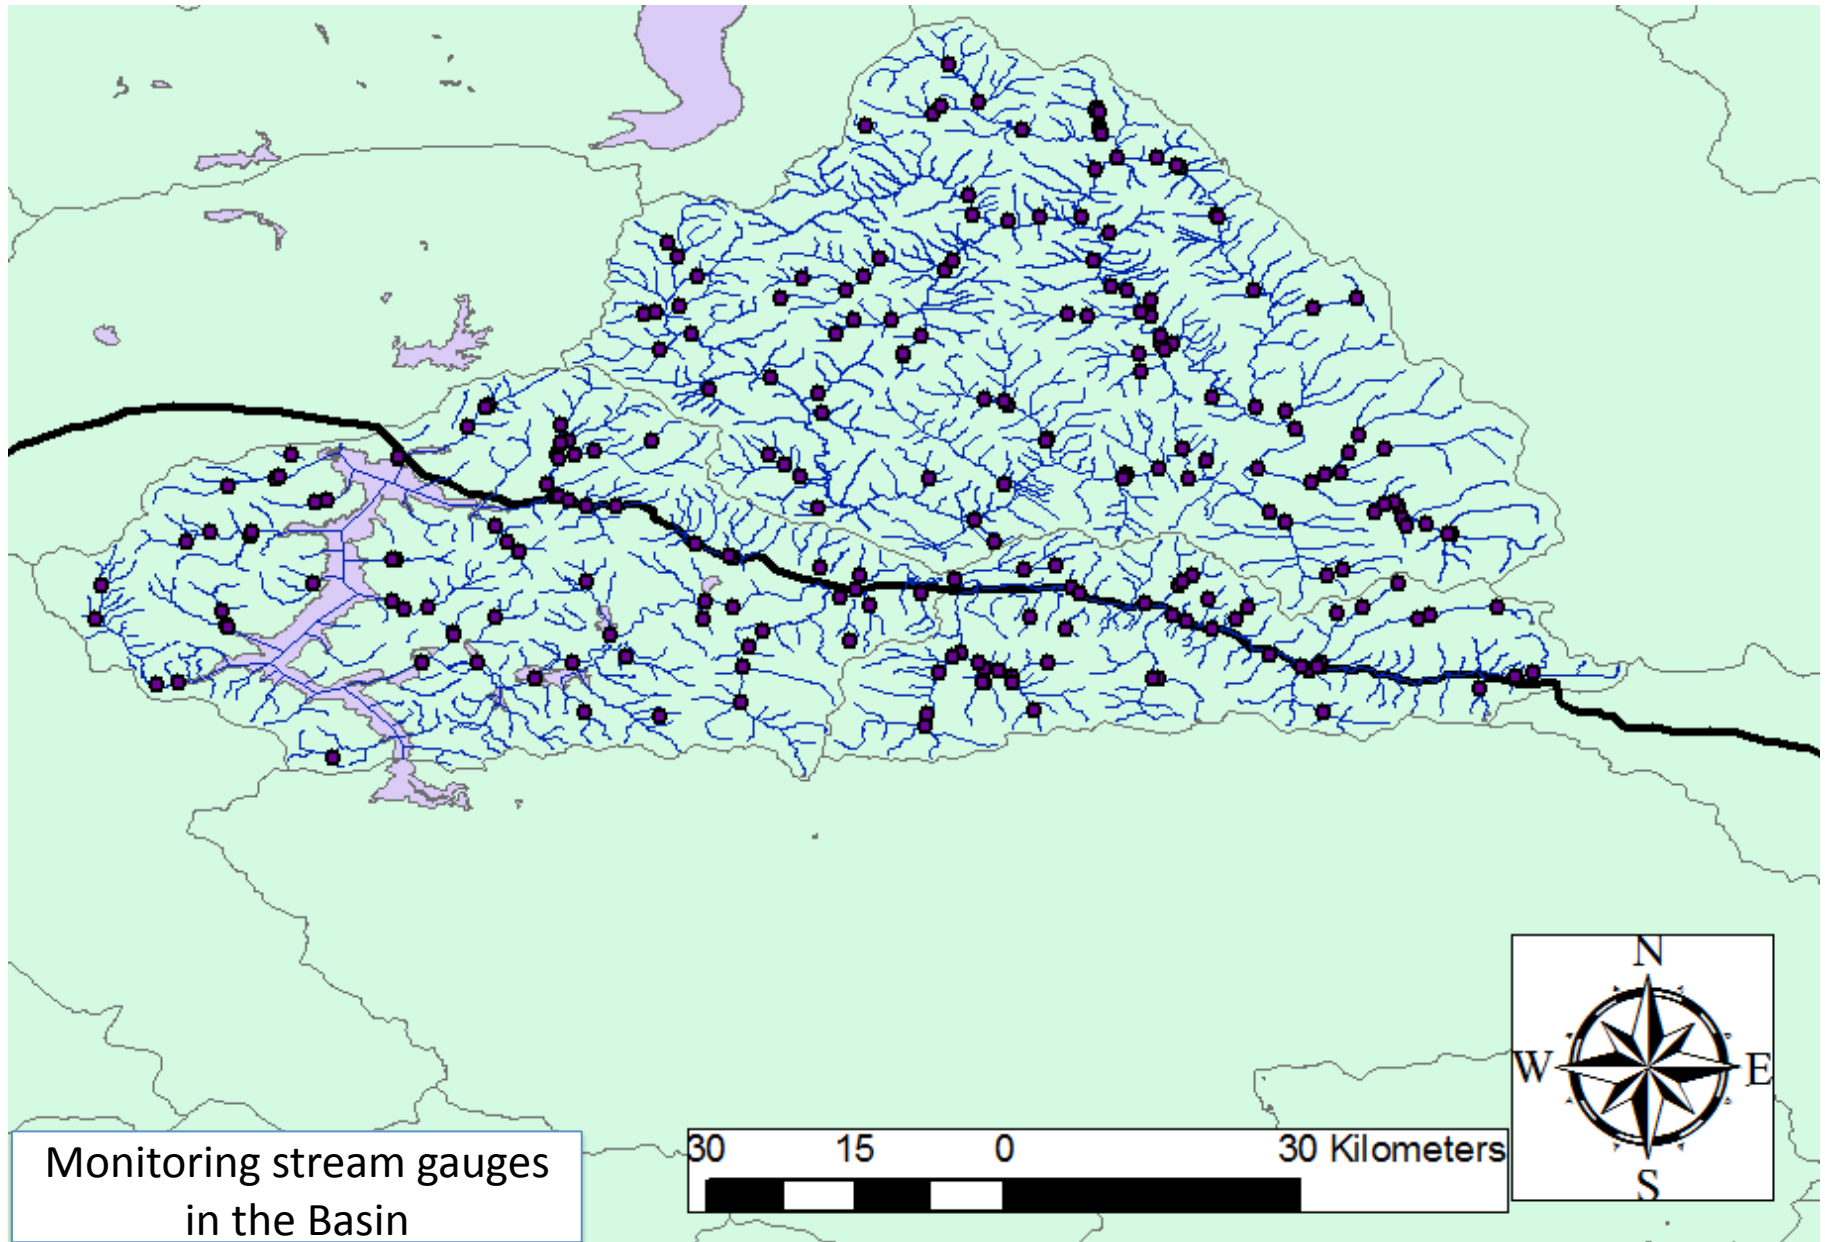 N
W E
S
30 15 0 30 Kilometers
Monitoring stream gauges
in the Basin